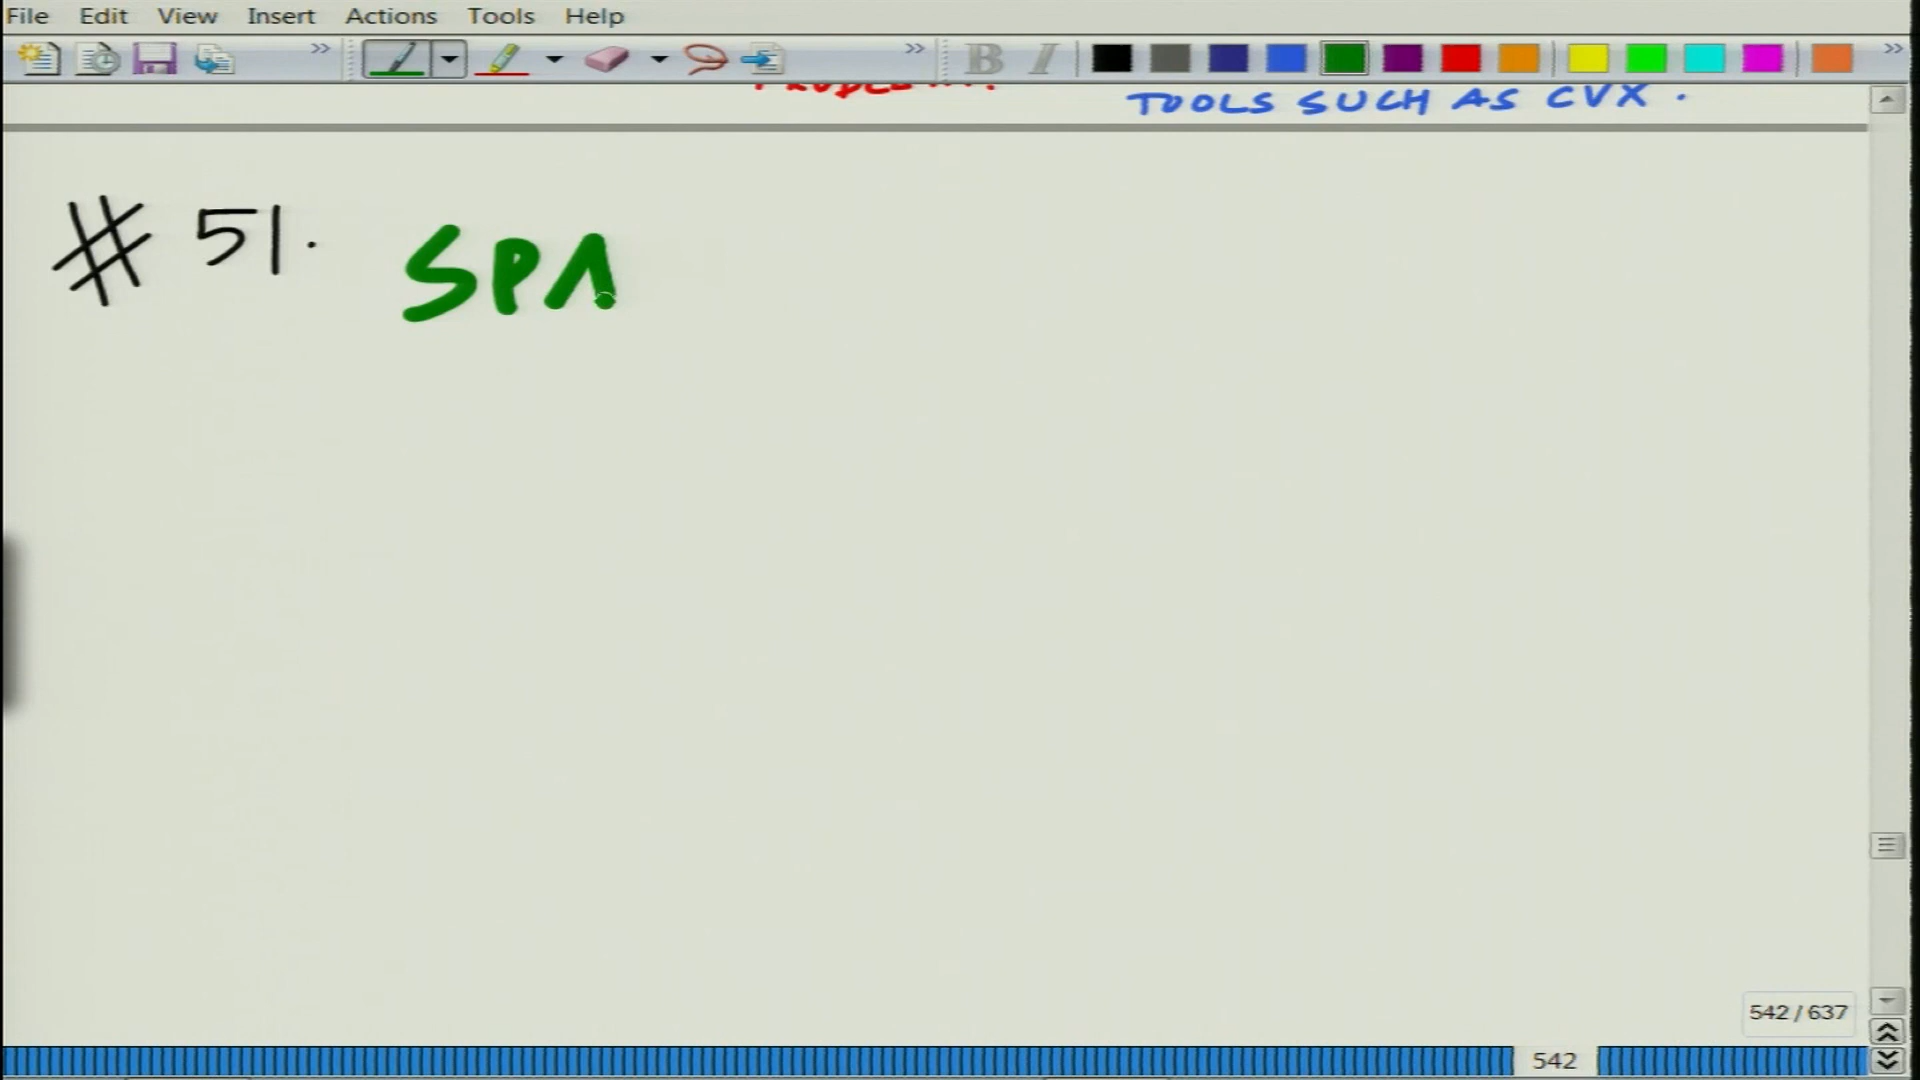 File Edit View Insert Actions Tools Help
B I
TOOLS SUCH AS CVX .
# 51. SPA
542 / 637
542